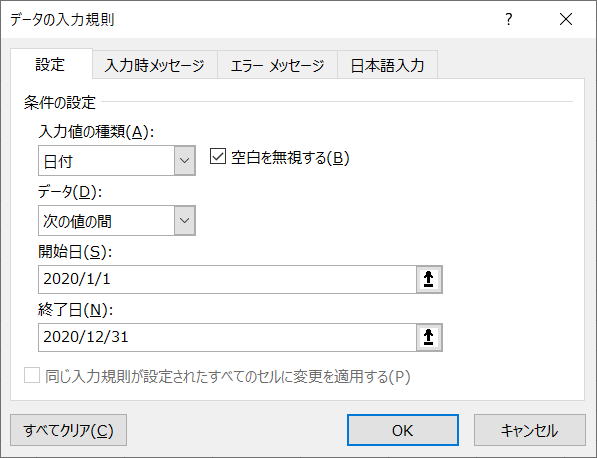 データの入力規則
設定 入力時メッセージ エラー メッセージ 日本語入力
条件の設定
入力値の種類(A):
日付 空白を無視する(B)
データ(D):
次の値の間
開始日(S):
2020/1/1
終了日(N):
2020/12/31
同じ入力規則が設定されたすべてのセルに変更を適用する(P)
すべてクリア(C) OK キャンセル